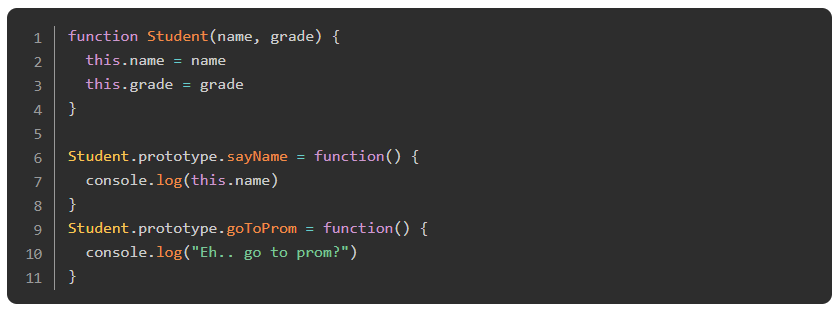 1 function Student(name, grade) {
2   this.name = name
3   this.grade = grade
4 }
5
6 Student.prototype.sayName = function() {
7   console.log(this.name)
8 }
9 Student.prototype.goToProm = function() {
10   console.log("Eh.. go to prom?")
11 }